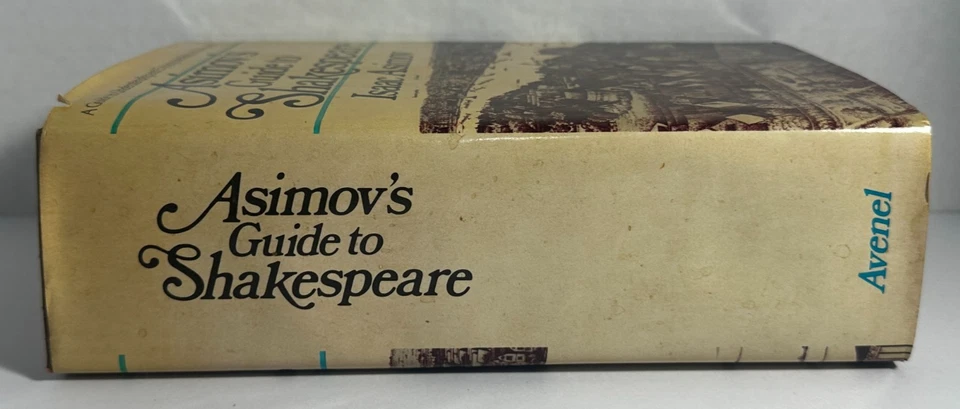 Asimov's
Guide to
Shakespeare
Isaac Asimov
Asimov's
Guide to
Shakespeare
Avenel